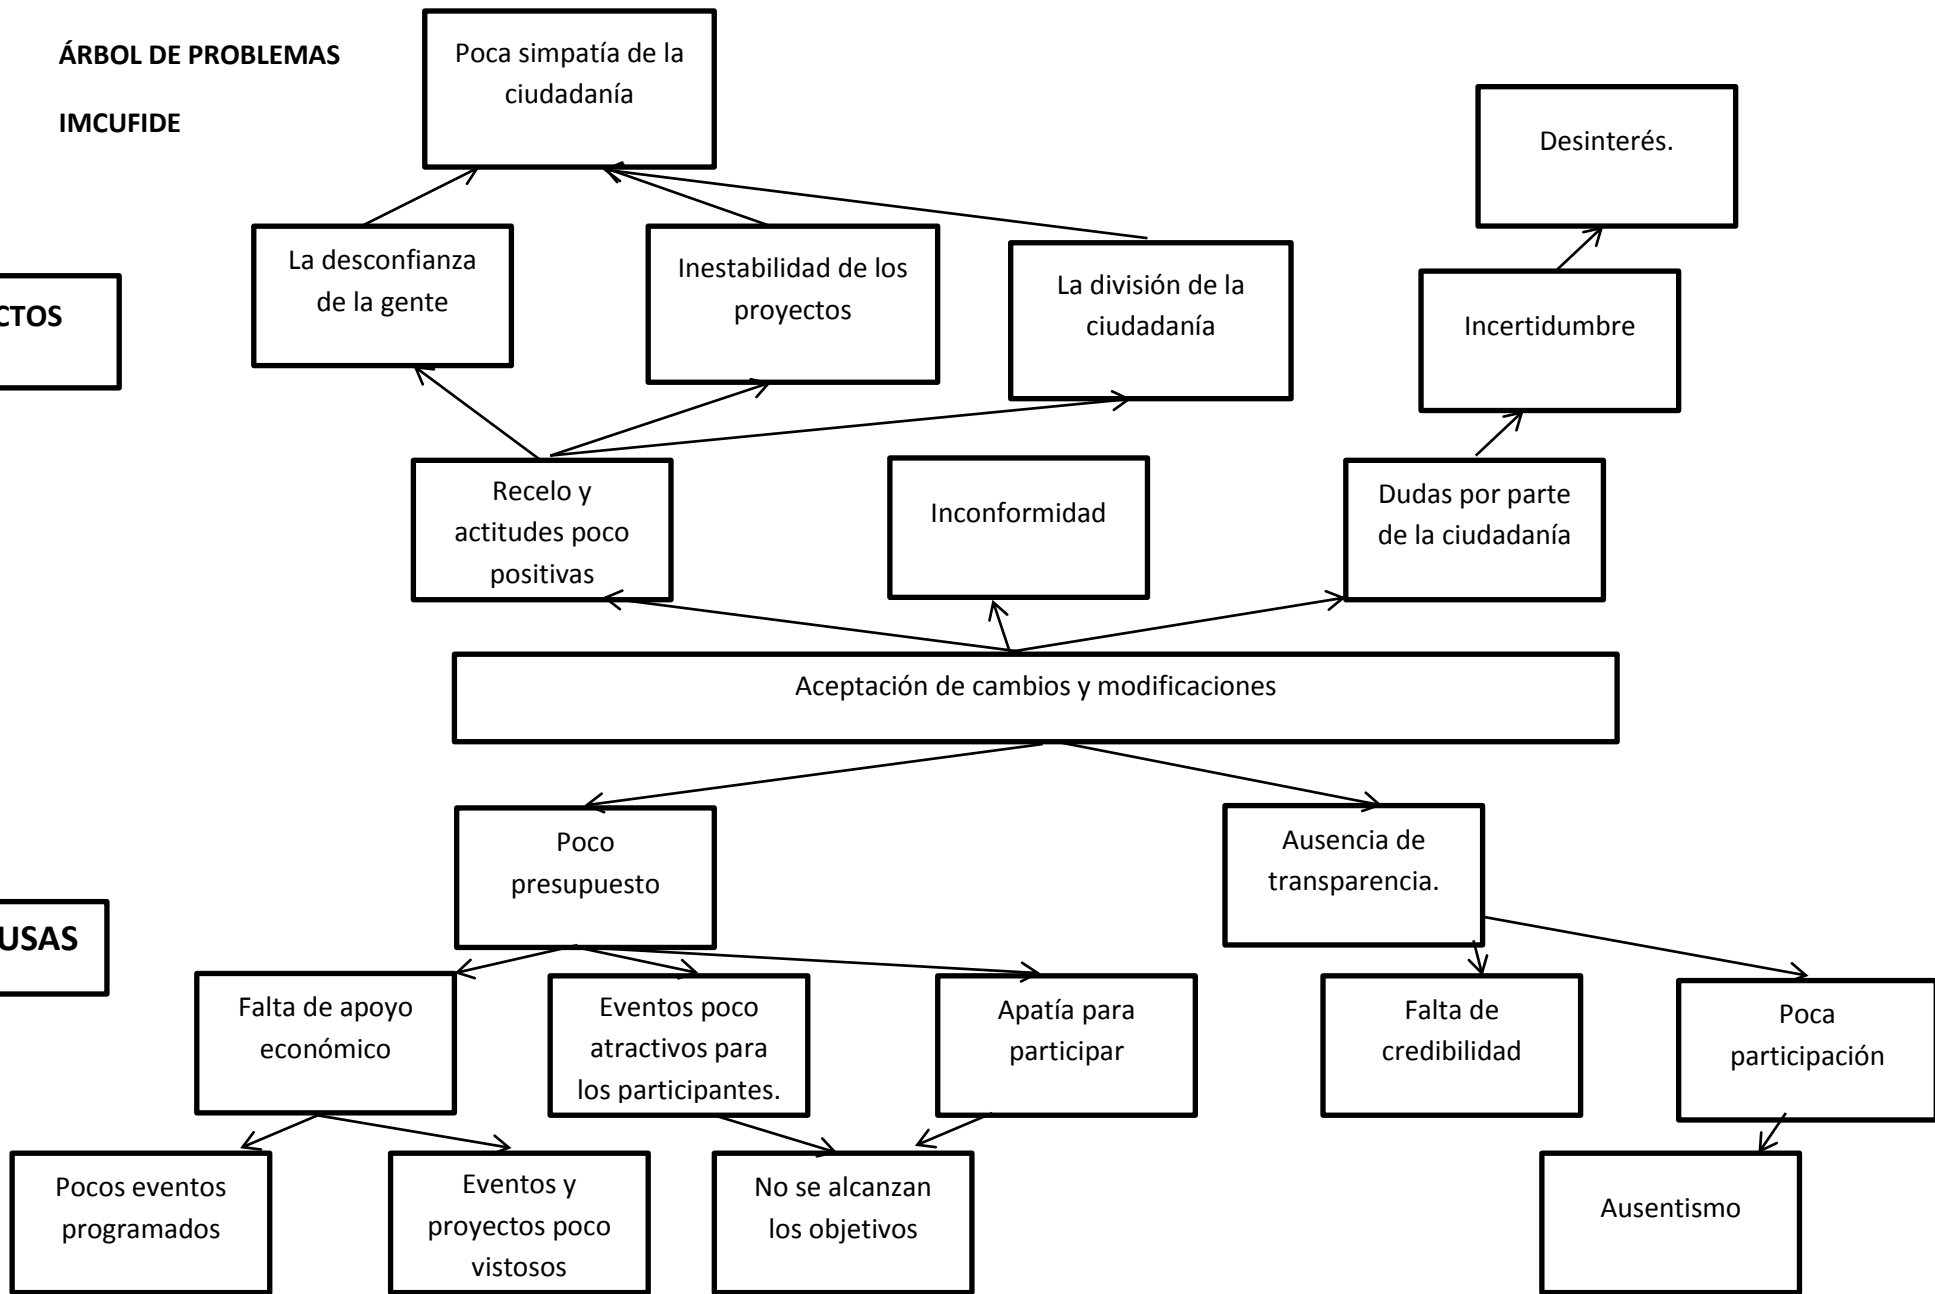 ÁRBOL DE PROBLEMAS
IMCUFIDE
Poca simpatía de la
ciudadanía
Desinterés.
La desconfianza
de la gente
Inestabilidad de los
proyectos
La división de la
ciudadanía
Incertidumbre
CTOS
Recelo y
actitudes poco
positivas
Inconformidad
Dudas por parte
de la ciudadanía
Aceptación de cambios y modificaciones
Poco
presupuesto
Ausencia de
transparencia.
USAS
Falta de apoyo
económico
Eventos poco
atractivos para
los participantes.
Apatía para
participar
Falta de
credibilidad
Poca
participación
Pocos eventos
programados
Eventos y
proyectos poco
vistosos
No se alcanzan
los objetivos
Ausentismo